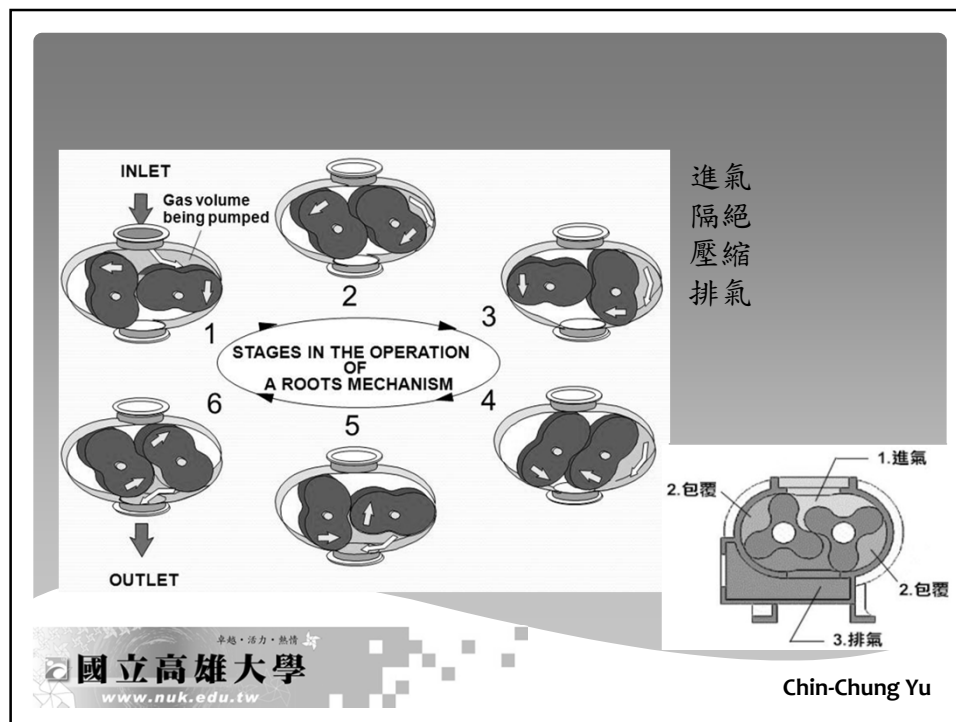 INLET
Gas volume
being pumped
1
2
3
STAGES IN THE OPERATION
OF
A ROOTS MECHANISM
6
5
4
OUTLET
進氣
隔絕
壓縮
排氣
1.進氣
2.包覆
2.包覆
3.排氣
卓越・活力・熱情
國立高雄大學
www.nuk.edu.tw
Chin-Chung Yu